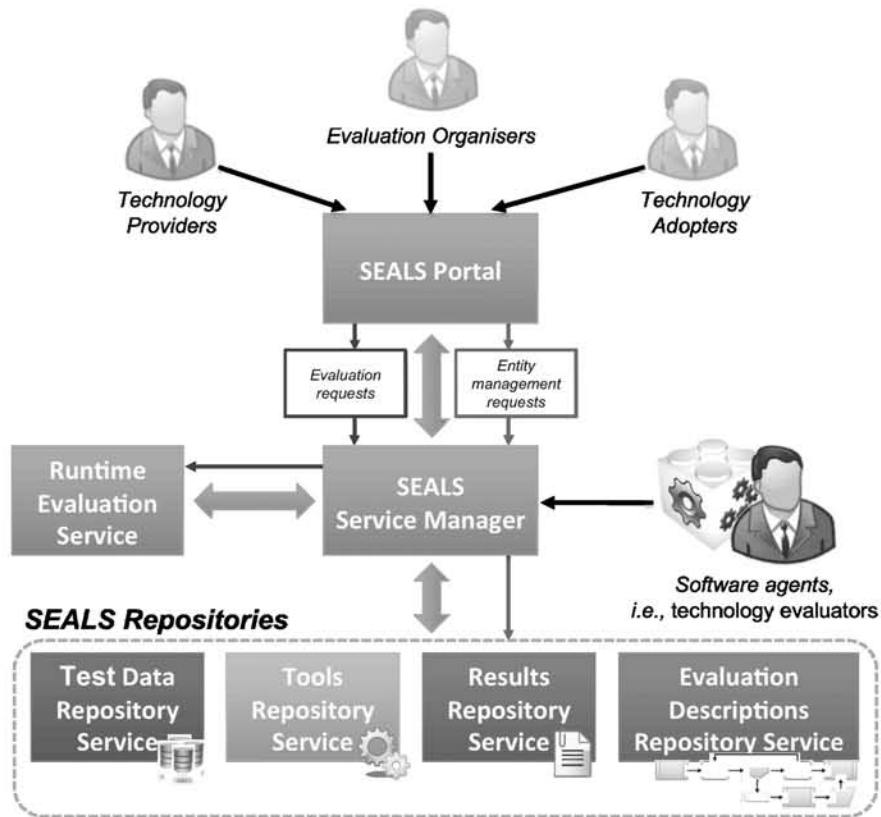 Evaluation Organisers
Technology
Providers
Technology
Adopters
SEALS Portal
Evaluation
requests
Entity
management
requests
Runtime
Evaluation
Service
SEALS
Service Manager
Software agents,
i.e., technology evaluators
SEALS Repositories
Test Data
Repository
Service
Tools
Repository
Service
Results
Repository
Service
Evaluation
Descriptions
Repository Service